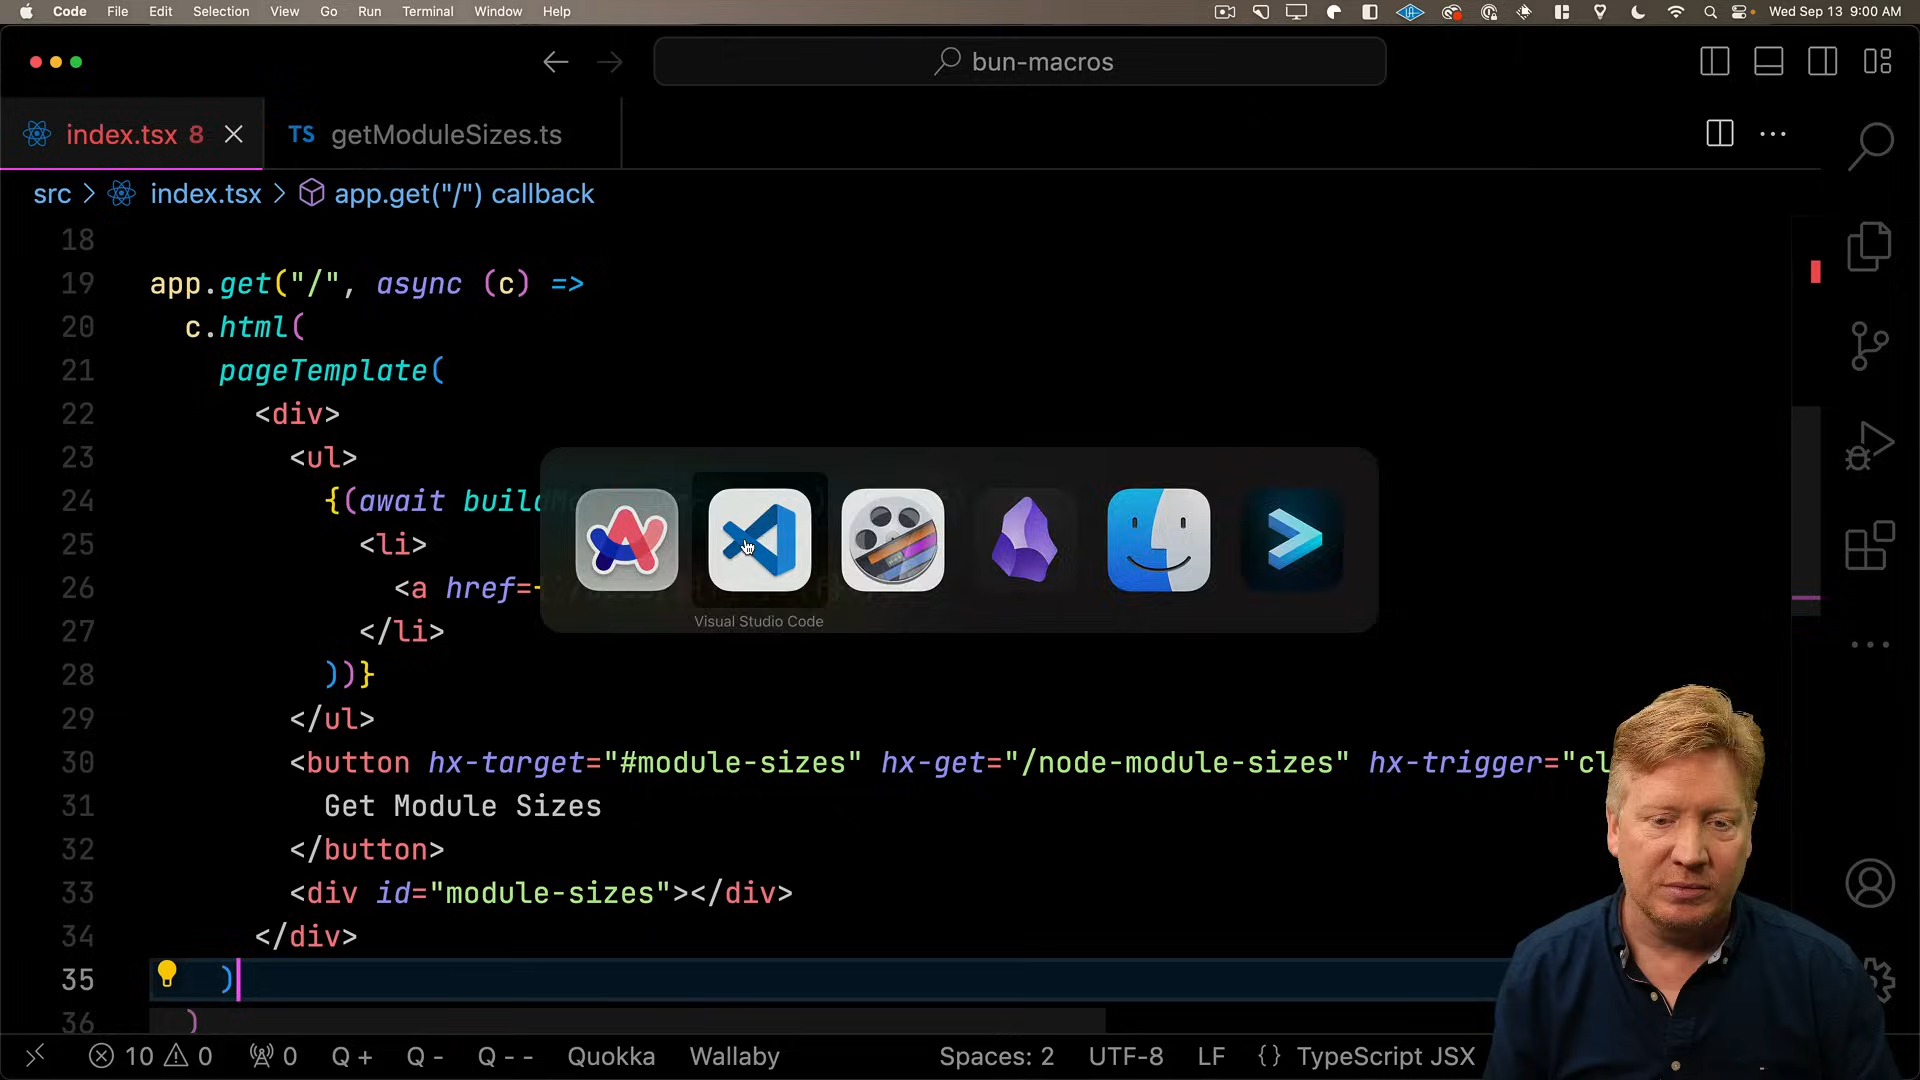 Code File Edit Selection View Go Run Terminal Window Help Wed Sep 13 9:00 AM
bun-macros
index.tsx 8 TS getModuleSizes.ts
src > index.tsx > app.get("/") callback
18
19 app.get("/", async (c) =>
20 c.html(
21 pageTemplate(
22 <div>
23 <ul>
24 {(await
25 <li>
26 <a href=
27 </li>
28 ))}
29 </ul>
30 <button hx-target="#module-sizes" hx-get="/node-module-sizes" hx-trigger="cl
31 Get Module Sizes
32 </button>
33 <div id="module-sizes"></div>
34 </div>
35 )
36 )
Visual Studio Code
10 0 0 Q + Q - Q - - Quokka Wallaby Spaces: 2 UTF-8 LF {} TypeScript JSX